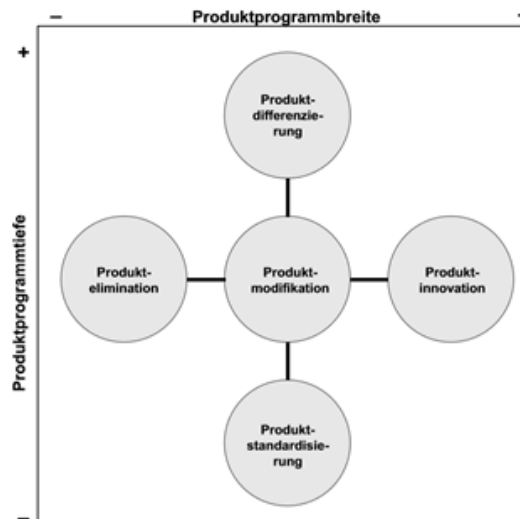 – Produktprogrammbreite
+
Produkt-
differenzie-
rung
Produktprogrammtiefe
Produkt-
elimination
Produkt-
modifikation
Produkt-
innovation
Produkt-
standardisie-
rung
–